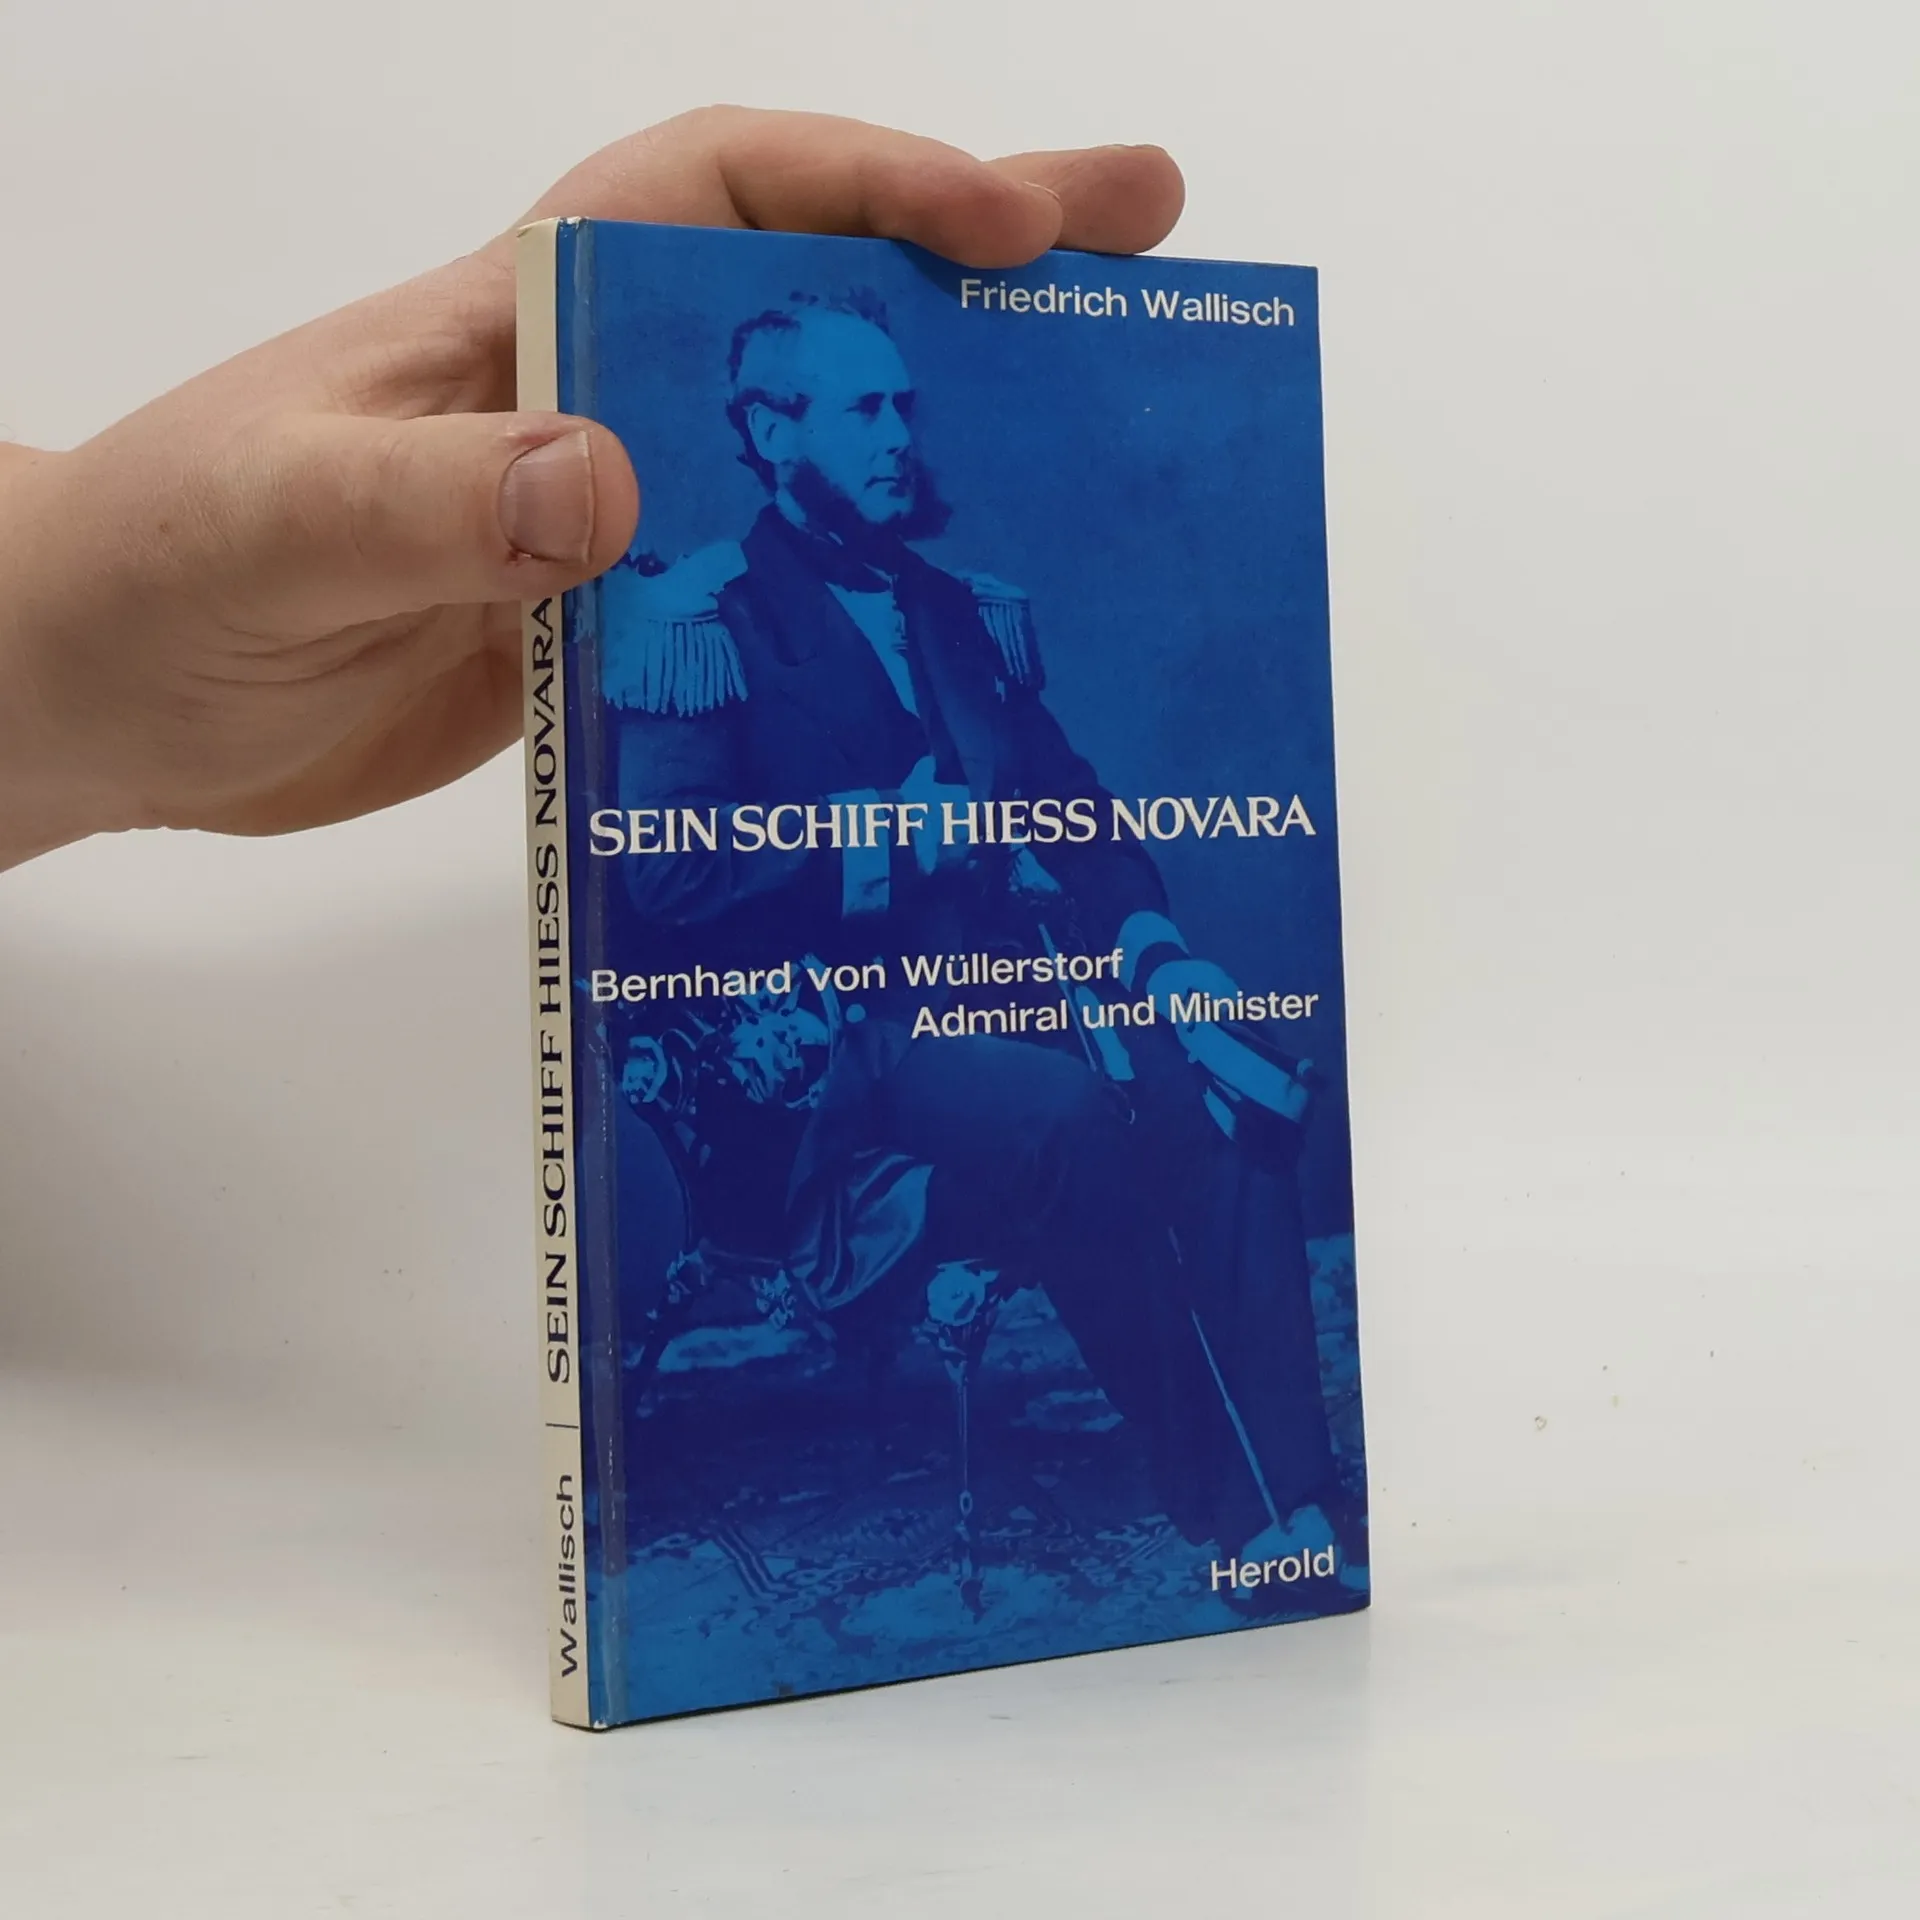 Friedrich Wallisch
SEIN SCHIFF HIESS NOVARA
Bernhard von Wüllerstorf
Admiral und Minister
Herold
Wallisch | SEIN SCHIFF HIESS NOVARA